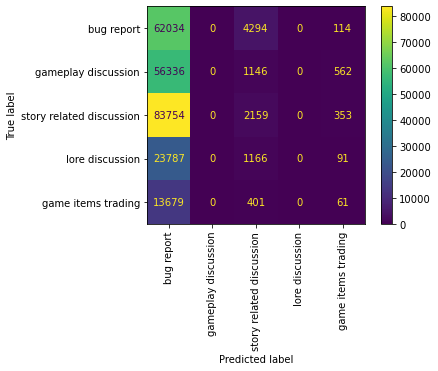 bug report 62034 0 4294 0 114
gameplay discussion 56336 0 1146 0 562
story related discussion 83754 0 2159 0 353
lore discussion 23787 0 1166 0 91
game items trading 13679 0 401 0 61
True label
bug report
gameplay discussion
story related discussion
lore discussion
game items trading
Predicted label
80000
70000
60000
50000
40000
30000
20000
10000
0